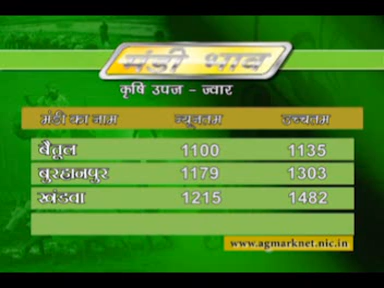 मंडी भाव
कृषि उपज - ज्वार
मंडी का नाम न्यूनतम उच्चतम
बैतूल 1100 1135
बुरहानपुर 1179 1303
खंडवा 1215 1482
www.agmarknet.nic.in